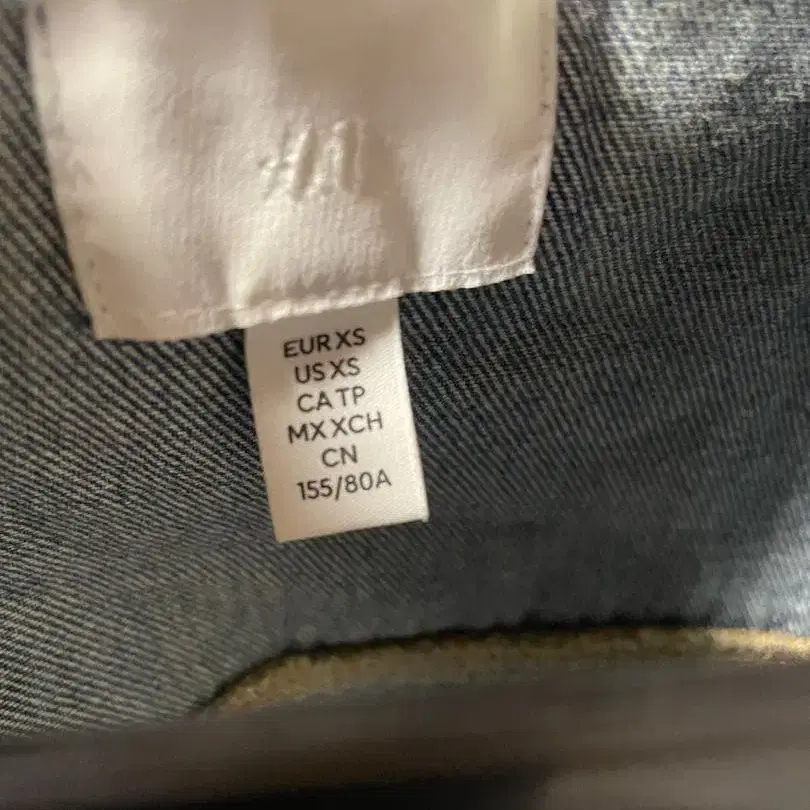 H&M
EUR XS
US XS
CA TP
MX XCH
CN
155/80A